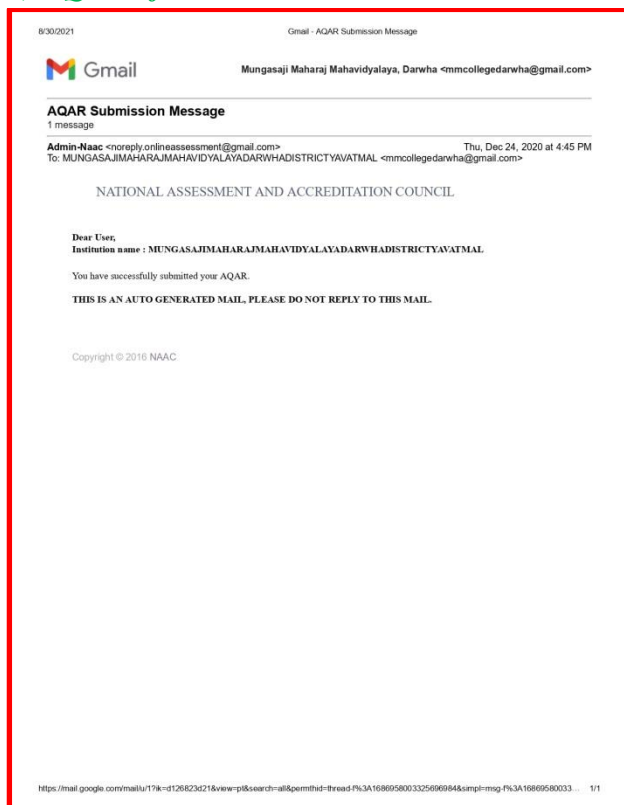 8/30/2021 Gmail - AQAR Submission Message
Gmail Mungasaji Maharaj Mahavidyalaya, Darwha <mmcollegedarwha@gmail.com>
AQAR Submission Message
1 message
Admin-Naac <noreply.onlineassessment@gmail.com> Thu, Dec 24, 2020 at 4:45 PM
To: MUNGASAJIMAHARAJMAHAVIDYALAYADARWHADISTRICTYAVATMAL <mmcollegedarwha@gmail.com>
NATIONAL ASSESSMENT AND ACCREDITATION COUNCIL
Dear User,
Institution name : MUNGASAJIMAHARAJMAHAVIDYALAYADARWHADISTRICTYAVATMAL
You have successfully submitted your AQAR.
THIS IS AN AUTO GENERATED MAIL, PLEASE DO NOT REPLY TO THIS MAIL.
Copyright © 2016 NAAC
https://mail.google.com/mail/u/1?ik=d126823d21&view=pt&search=all&permthid=thread-f%3A1686958003325696984&simpl=msg-f%3A16869580033... 1/1